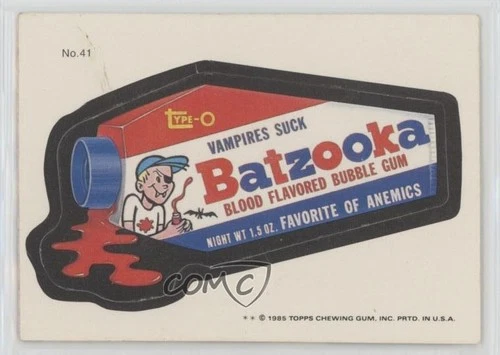 No.41
TYPE-O
VAMPIRES SUCK
Batzooka
BLOOD FLAVORED BUBBLE GUM
NIGHT WT 1.5 OZ. FAVORITE OF ANEMICS
COMC
** © 1985 TOPPS CHEWING GUM, INC. PRTD. IN U.S.A.